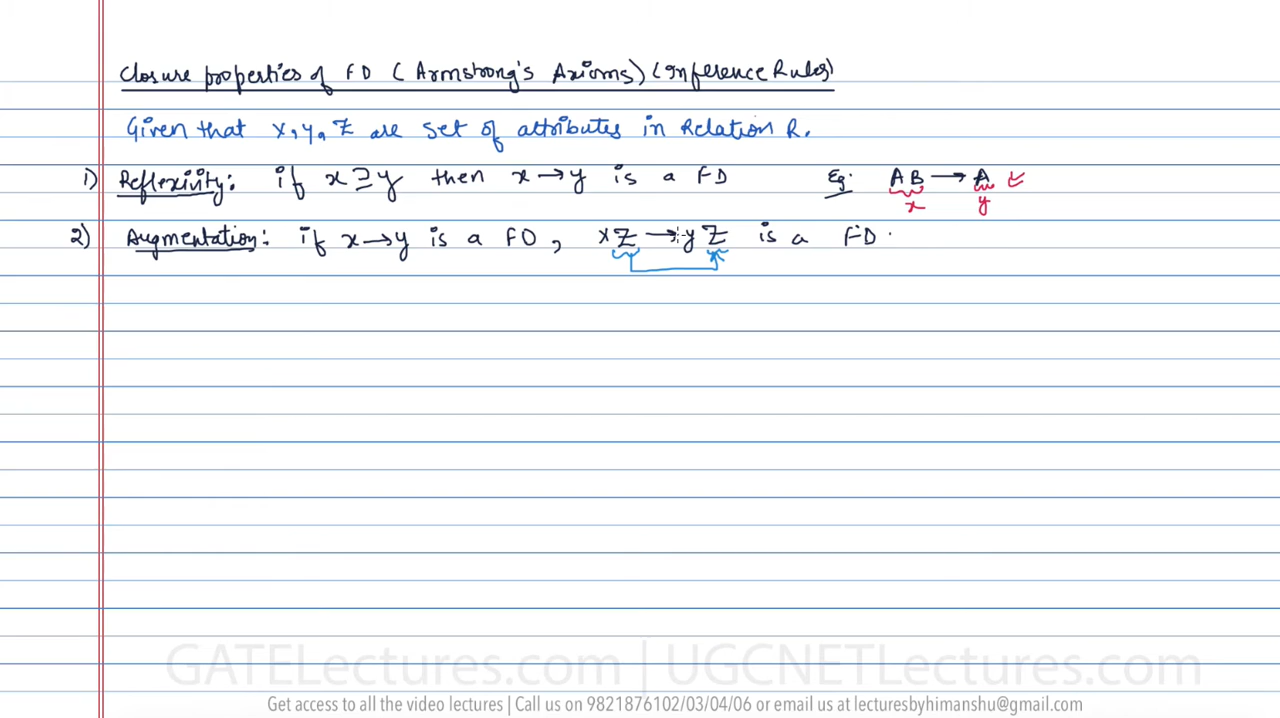 Closure properties of FD (Armstrong's Axioms) (Inference Rules)
Given that x, y, Z are set of attributes in Relation R.
1) Reflexivity: if x ⊇ y then x → y is a FD Eg: AB → A
x y
2) Augmentation: if x → y is a FD, xZ → yZ is a FD.
GATELectures.com | UGCNETLectures.com
Get access to all the video lectures | Call us on 9821876102/03/04/06 or email us at lecturesbyhimanshu@gmail.com